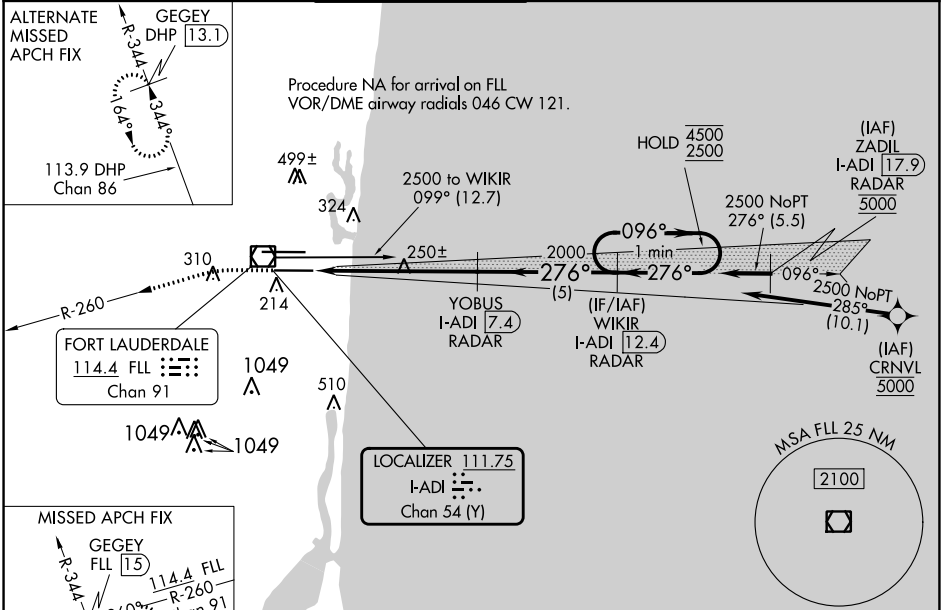 ALTERNATE
MISSED
APCH FIX
GEGEY
DHP 13.1
R-344
344°
164°
113.9 DHP
Chan 86
Procedure NA for arrival on FLL
VOR/DME airway radials 046 CW 121.
499±
324
2500 to WIKIR
099° (12.7)
HOLD 4500
2500
(IAF)
ZADIL
I-ADI 17.9
RADAR
5000
2500 NoPT
276° (5.5)
096°
1 min
310
250±
2000
276°
276°
(5)
096°
2500 NoPT
285°
(10.1)
R-260
214
YOBUS
I-ADI 7.4
RADAR
(IF/IAF)
WIKIR
I-ADI 12.4
RADAR
(IAF)
CRNVL
5000
FORT LAUDERDALE
114.4 FLL
Chan 91
1049
510
1049
1049
LOCALIZER 111.75
I-ADI
Chan 54 (Y)
MSA FLL 25 NM
2100
MISSED APCH FIX
GEGEY
FLL 15
R-344
114.4 FLL
R-260